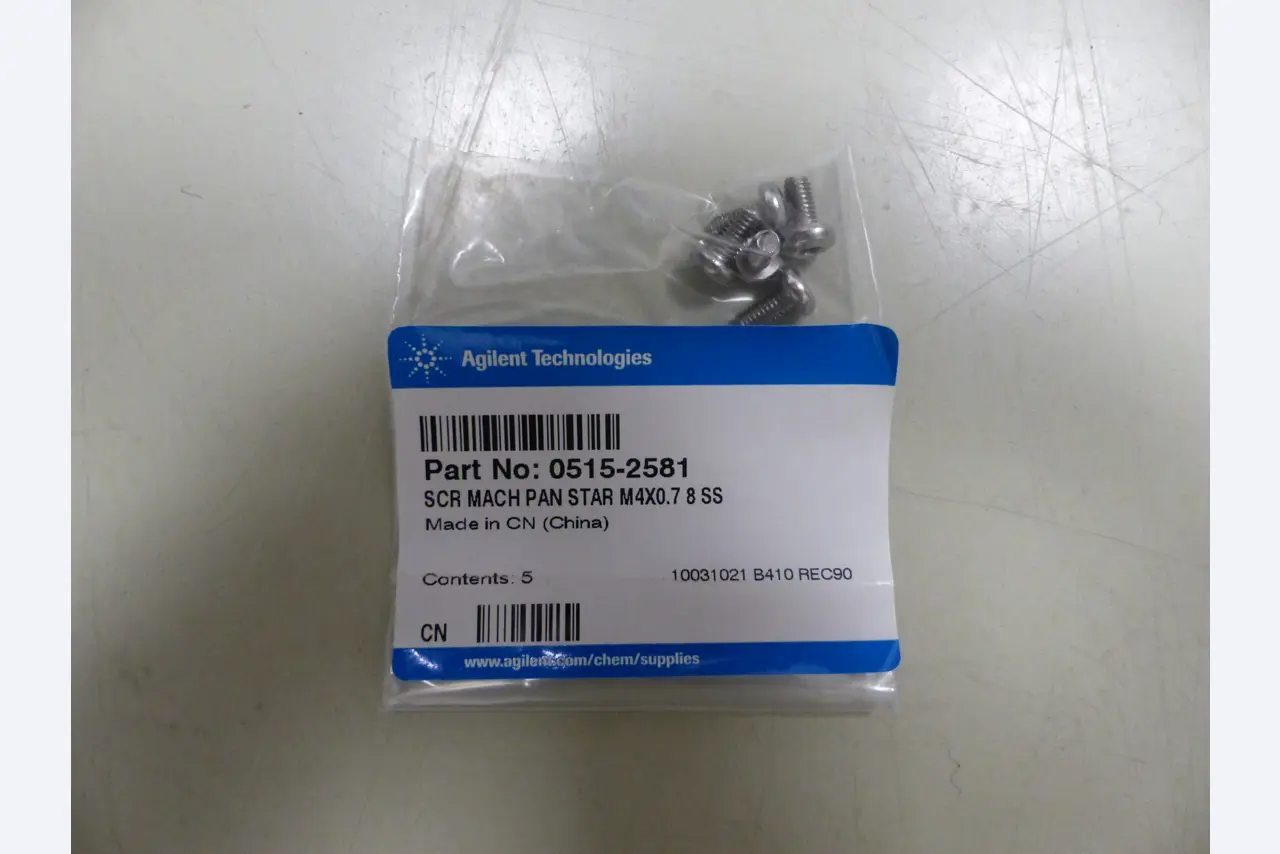 Agilent Technologies
Part No: 0515-2581
SCR MACH PAN STAR M4X0.7 8 SS
Made in CN (China)
Contents: 5 10031021 B410 REC90
CN
www.agilent.com/chem/supplies